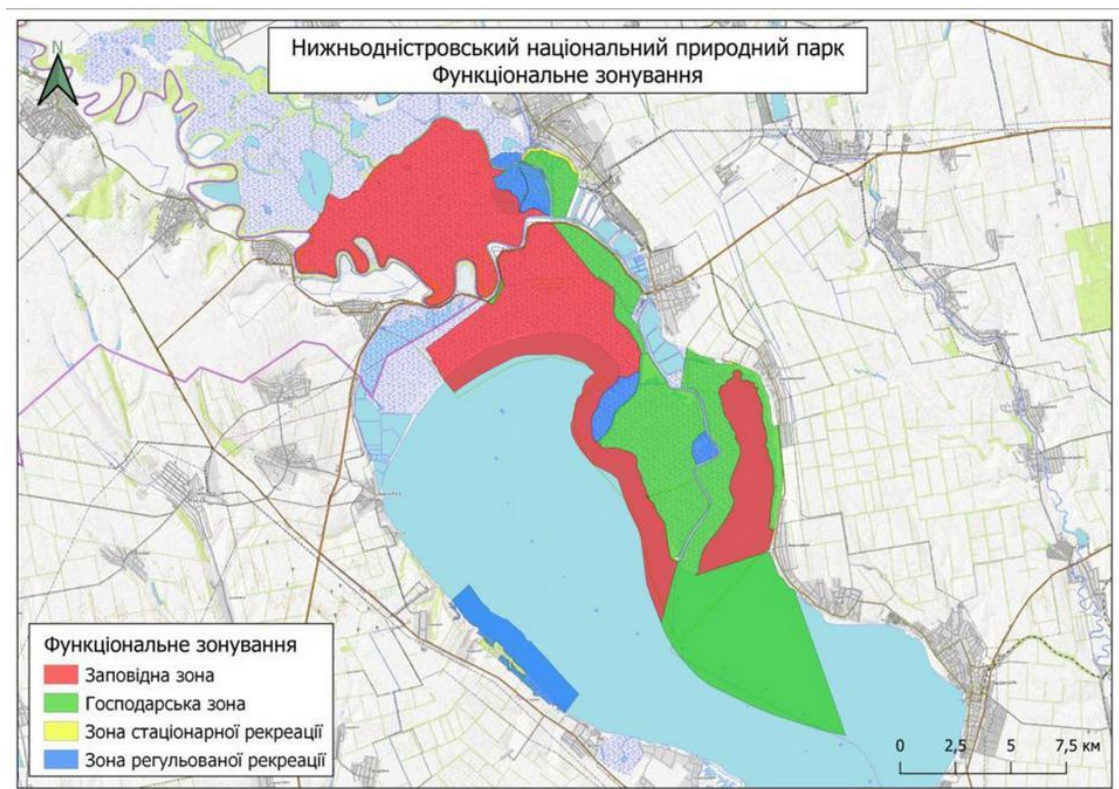 Нижньодністровський національний природний парк
Функціональне зонування
N
Функціональне зонування
Заповідна зона
Господарська зона
Зона стаціонарної рекреації
Зона регульованої рекреації
0 2,5 5 7,5 км